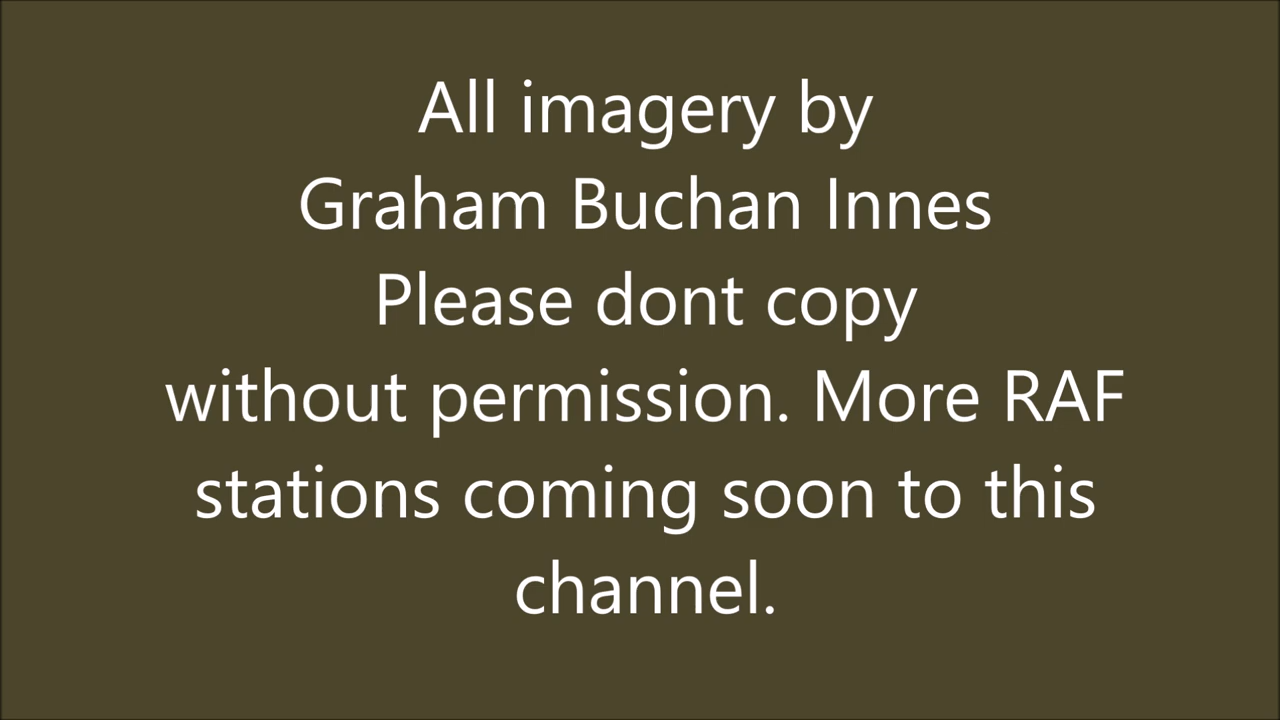 All imagery by
Graham Buchan Innes
Please dont copy
without permission. More RAF
stations coming soon to this
channel.